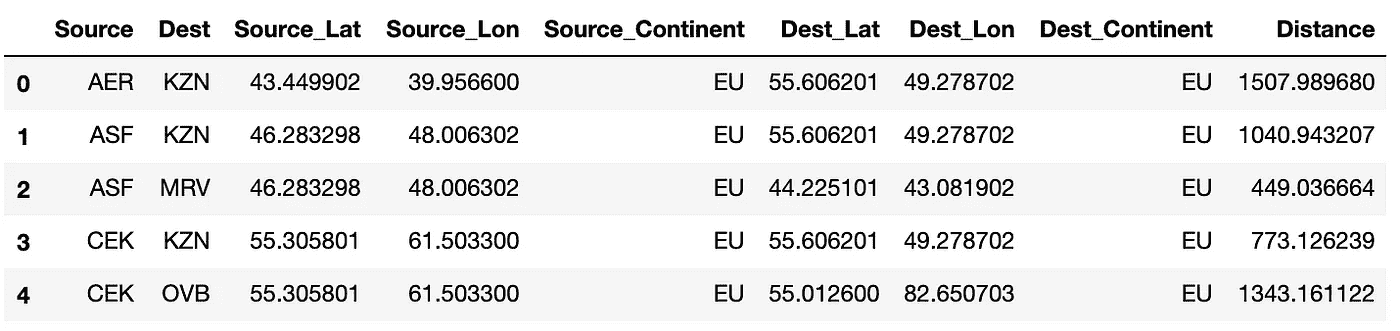 Source Dest Source_Lat Source_Lon Source_Continent Dest_Lat Dest_Lon Dest_Continent Distance
0 AER KZN 43.449902 39.956600 EU 55.606201 49.278702 EU 1507.989680
1 ASF KZN 46.283298 48.006302 EU 55.606201 49.278702 EU 1040.943207
2 ASF MRV 46.283298 48.006302 EU 44.225101 43.081902 EU 449.036664
3 CEK KZN 55.305801 61.503300 EU 55.606201 49.278702 EU 773.126239
4 CEK OVB 55.305801 61.503300 EU 55.012600 82.650703 EU 1343.161122